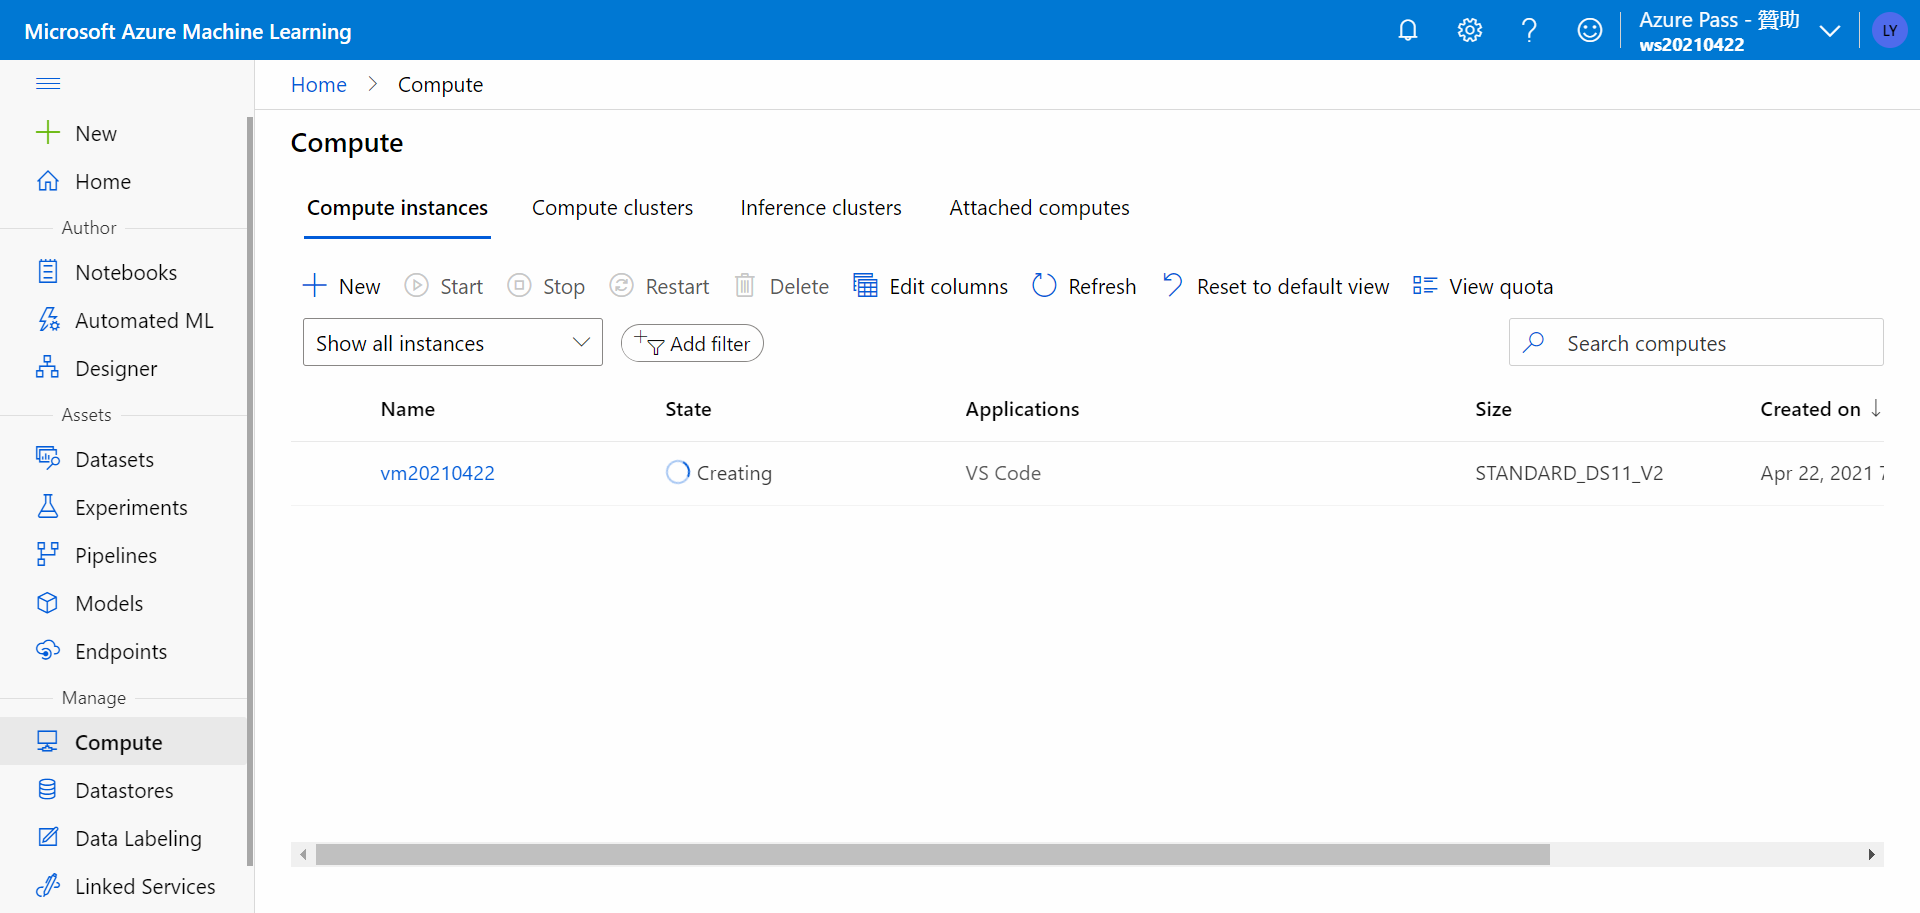 Microsoft Azure Machine Learning
Azure Pass - 贊助
ws20210422
LY
Home > Compute
New
Home
Author
Notebooks
Automated ML
Designer
Assets
Datasets
Experiments
Pipelines
Models
Endpoints
Manage
Compute
Datastores
Data Labeling
Linked Services
Compute
Compute instances Compute clusters Inference clusters Attached computes
New Start Stop Restart Delete Edit columns Refresh Reset to default view View quota
Show all instances Add filter Search computes
Name State Applications Size Created on ↓
vm20210422 Creating VS Code STANDARD_DS11_V2 Apr 22, 2021 7